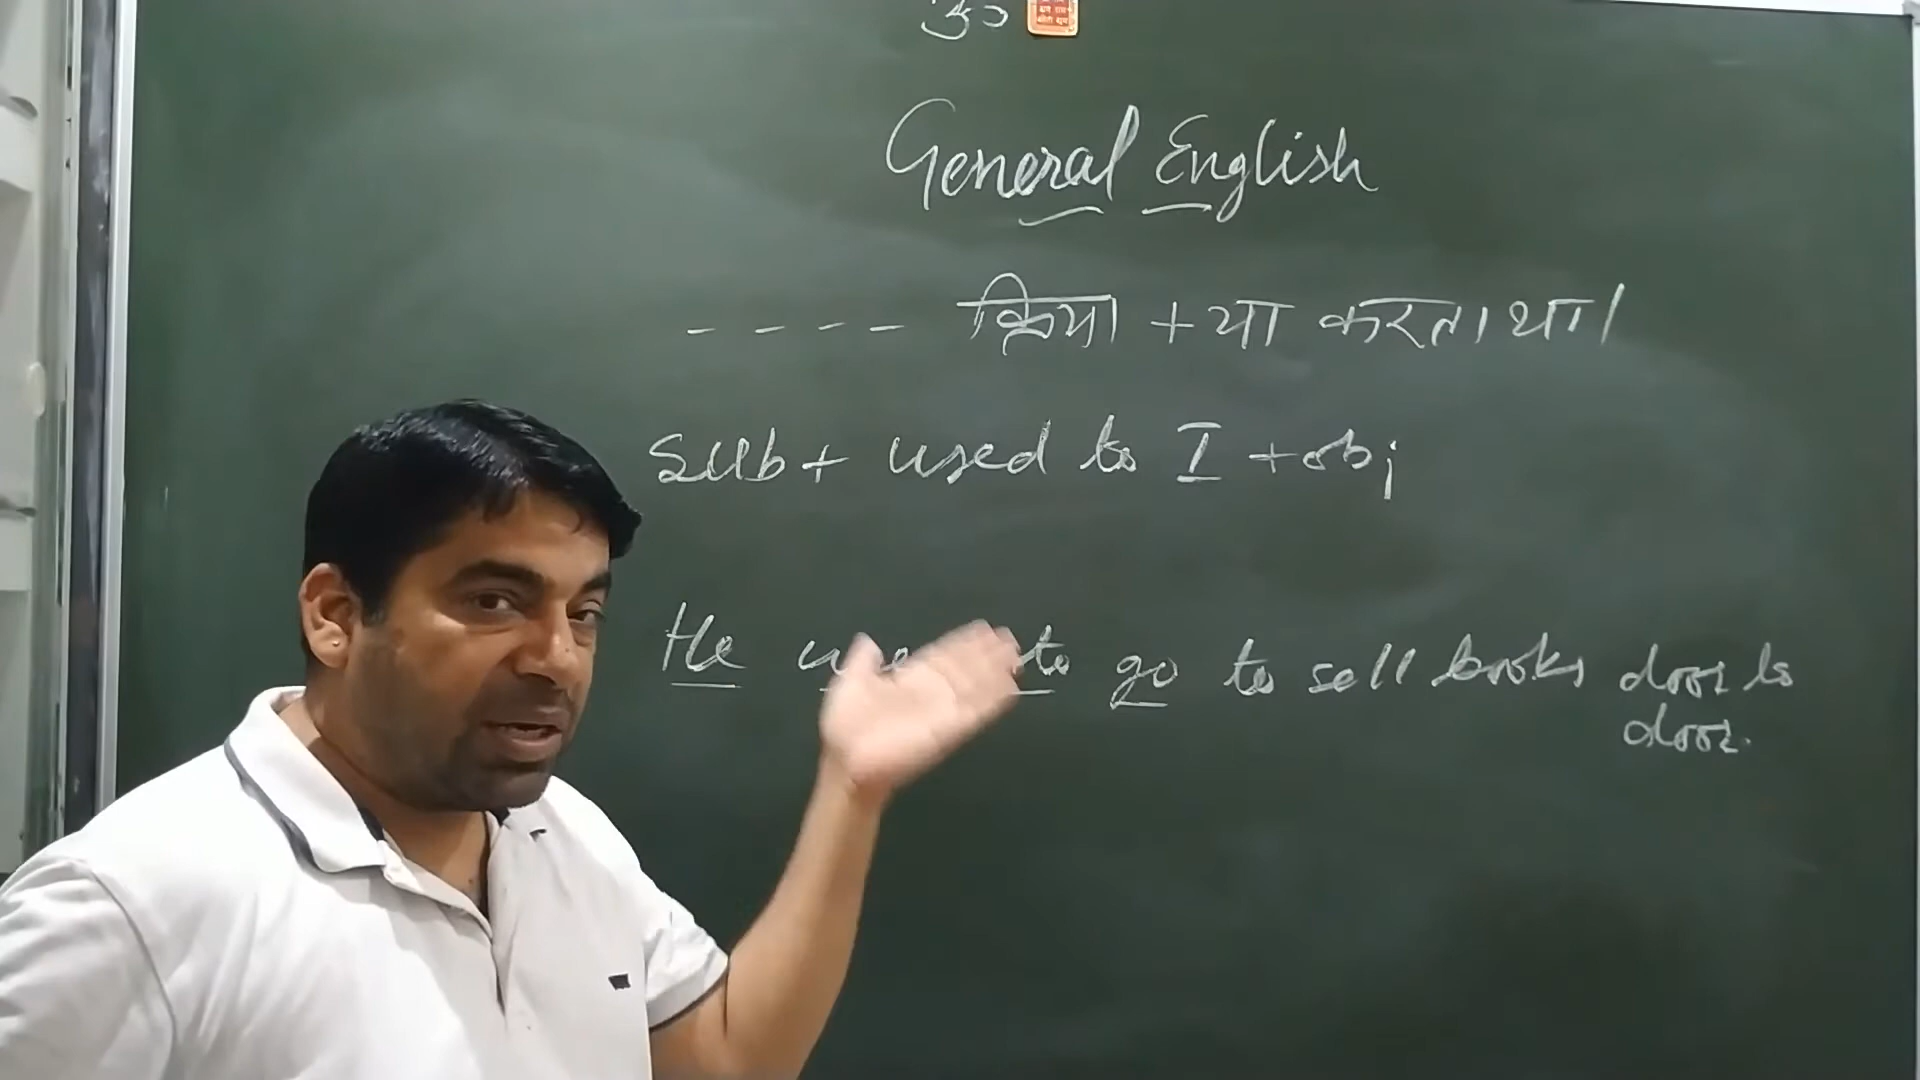 ॐ
General English
- - - - क्रिया + या करता था।
Sub + used to I + obj
He to go to sell books door to
door.